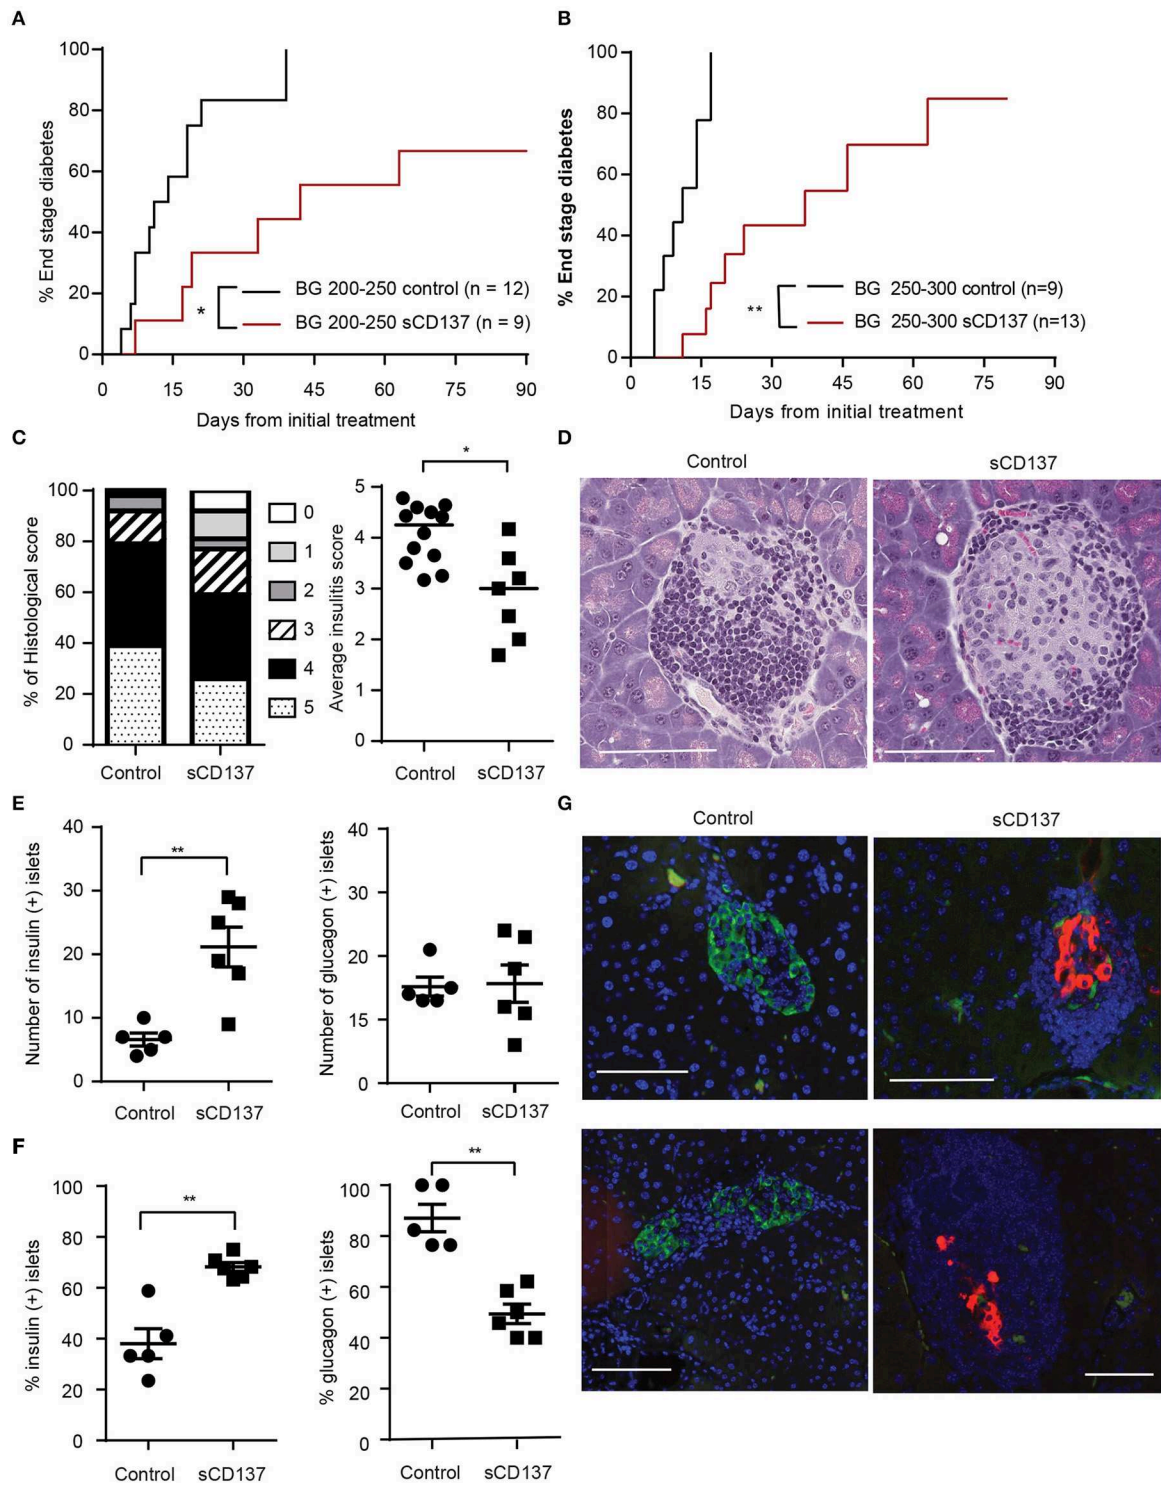 A
100
80
60
40
20
0
% End stage diabetes
BG 200-250 control (n = 12)
*
BG 200-250 sCD137 (n = 9)
0 15 30 45 60 75 90
Days from initial treatment
B
100
80
60
40
20
0
% End stage diabetes
BG 250-300 control (n=9)
**
BG 250-300 sCD137 (n=13)
0 15 30 45 60 75 90
Days from initial treatment
C
100
80
60
40
20
0
% of Histological score
Control sCD137
0
1
2
3
4
5
*
5
4
3
2
1
0
Average insulitis score
Control sCD137
D
Control sCD137
E
40
30
20
10
0
Number of insulin (+) islets
**
Control sCD137
40
30
20
15
0
Number of glucagon (+) islets
Control sCD137
F
100
80
60
40
20
0
% insulin (+) islets
**
Control sCD137
100
80
60
40
20
0
% glucagon (+) islets
**
Control sCD137
G
Control sCD137